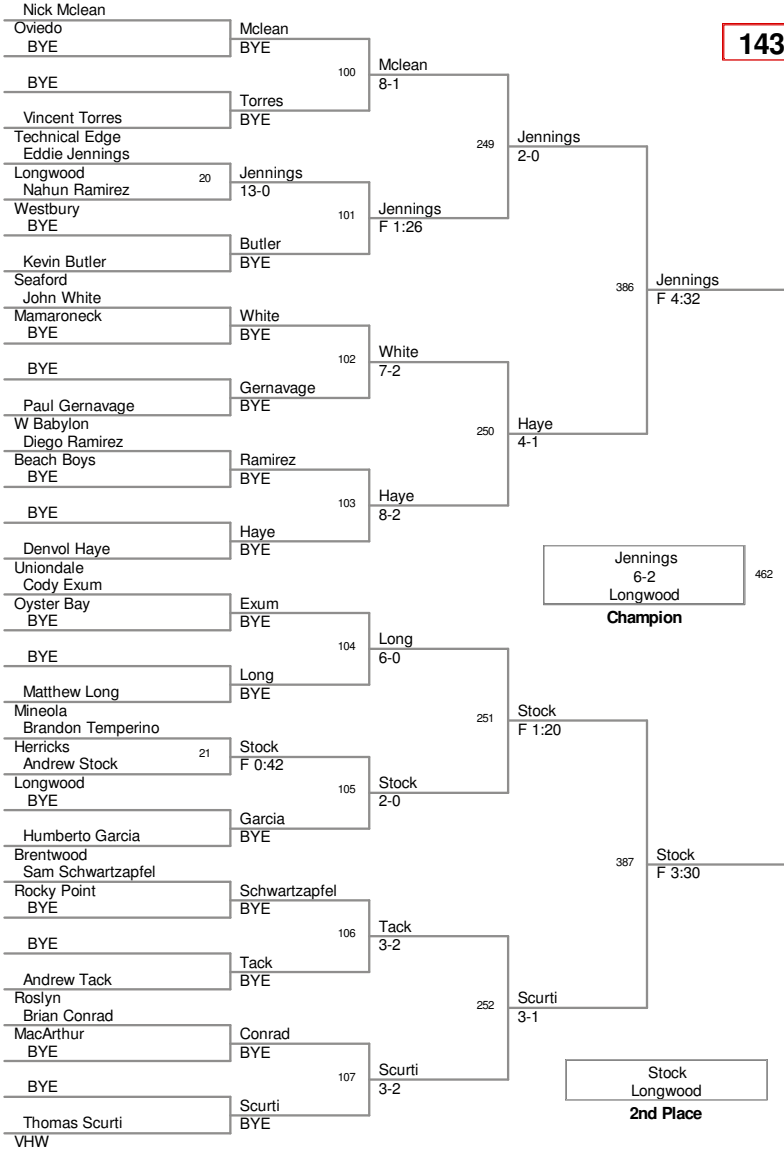 Nick Mclean
Oviedo
BYE
BYE
Vincent Torres
Technical Edge
Eddie Jennings
Longwood
20
Nahun Ramirez
Westbury
BYE
Kevin Butler
Seaford
John White
Mamaroneck
BYE
BYE
Paul Gernavage
W Babylon
Diego Ramirez
Beach Boys
BYE
BYE
Denvol Haye
Uniondale
Cody Exum
Oyster Bay
BYE
BYE
Matthew Long
Mineola
Brandon Temperino
Herricks
21
Andrew Stock
Longwood
BYE
Humberto Garcia
Brentwood
Sam Schwartzapfel
Rocky Point
BYE
BYE
Andrew Tack
Roslyn
Brian Conrad
MacArthur
BYE
BYE
Thomas Scurti
VHW
Mclean
BYE
100
Torres
BYE
Jennings
13-0
101
Butler
BYE
White
BYE
102
Gernavage
BYE
Ramirez
BYE
103
Haye
BYE
Exum
BYE
104
Long
BYE
Stock
F 0:42
105
Garcia
BYE
Schwartzapfel
BYE
106
Tack
BYE
Conrad
BYE
107
Scurti
BYE
Mclean
8-1
249
Jennings
F 1:26
White
7-2
250
Haye
8-2
Long
6-0
251
Stock
2-0
Tack
3-2
252
Scurti
3-2
Jennings
2-0
386
Haye
4-1
Stock
F 1:20
387
Scurti
3-1
143
Jennings
F 4:32
Jennings
6-2
Longwood
462
Champion
Stock
F 3:30
Stock
Longwood
2nd Place